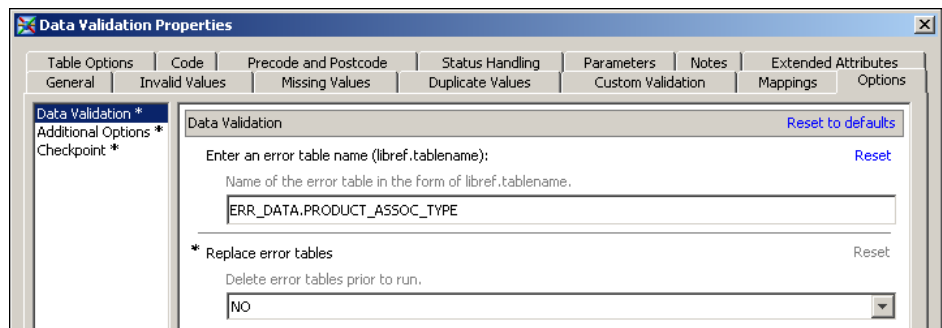 Data Validation Properties
Table Options Code Precode and Postcode Status Handling Parameters Notes Extended Attributes
General Invalid Values Missing Values Duplicate Values Custom Validation Mappings Options
Data Validation *
Additional Options *
Checkpoint *
Data Validation Reset to defaults
Enter an error table name (libref.tablename): Reset
Name of the error table in the form of libref.tablename.
ERR_DATA.PRODUCT_ASSOC_TYPE
* Replace error tables Reset
Delete error tables prior to run.
NO